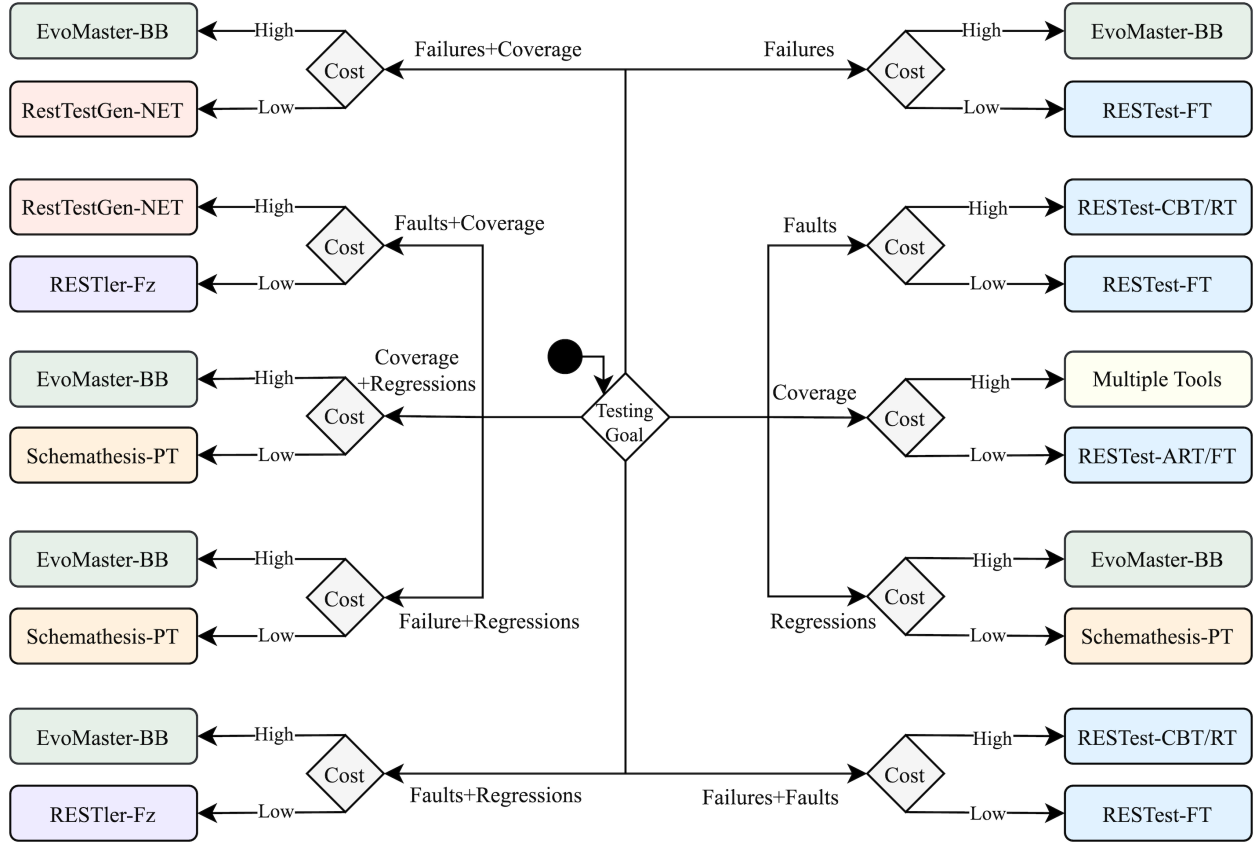 EvoMaster-BB
High
Failures+Coverage
Cost
RestTestGen-NET
Low
Failures
Cost
High
EvoMaster-BB
Low
RESTest-FT
RestTestGen-NET
High
Faults+Coverage
Cost
RESTler-Fz
Low
Faults
Cost
High
RESTest-CBT/RT
Low
RESTest-FT
EvoMaster-BB
High
Coverage
+Regressions
Cost
Schemathesis-PT
Low
Testing
Goal
Coverage
Cost
High
Multiple Tools
Low
RESTest-ART/FT
EvoMaster-BB
High
Cost
Failure+Regressions
Schemathesis-PT
Low
Regressions
Cost
High
EvoMaster-BB
Low
Schemathesis-PT
EvoMaster-BB
High
Cost
Faults+Regressions
RESTler-Fz
Low
Failures+Faults
Cost
High
RESTest-CBT/RT
Low
RESTest-FT